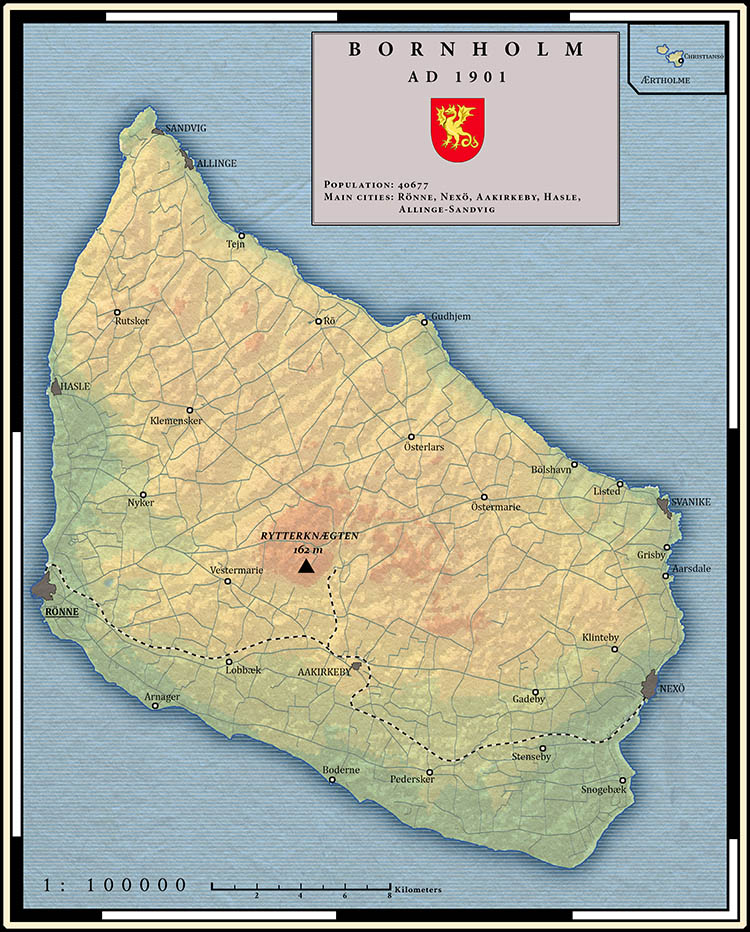 BORNHOLM
AD 1901
CHRISTIANSÖ
ÆRTHOLME
POPULATION: 40677
MAIN CITIES: RÖNNE, NEXÖ, AAKIRKEBY, HASLE,
ALLINGE-SANDVIG
SANDVIG
ALLINGE
Tejn
Rutsker
Rö
Gudhjem
HASLE
Klemensker
Österlars
Bölshavn
Listed
Nyker
Östermarie
SVANIKE
RYTTERKNÆGTEN
162 m
Grisby
Aarsdale
Vestermarie
RÖNNE
Klinteby
Lobbæk
AAKIRKEBY
NEXÖ
Arnager
Gadeby
Stenseby
Boderne
Pedersker
Snogebæk
1: 100000
2 4 6 8 Kilometers